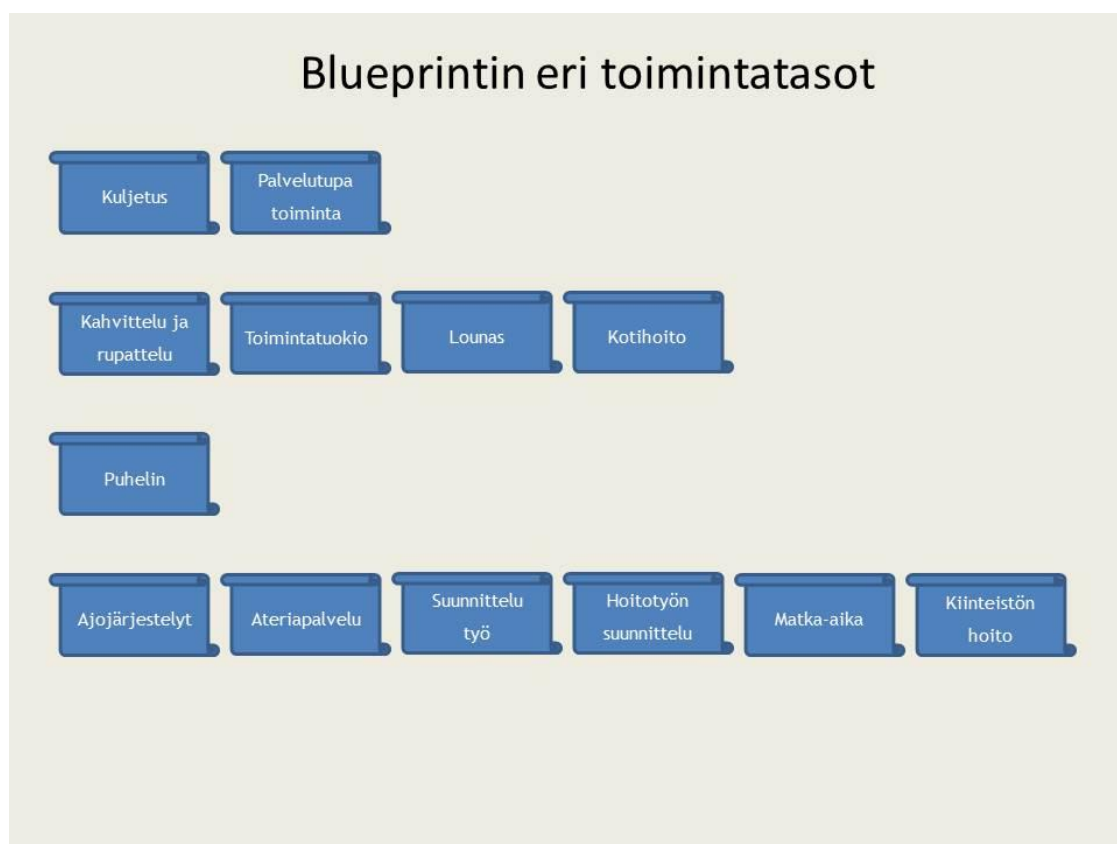 Blueprintin eri toimintatasot
Kuljetus
Palvelutupa
toiminta
Kahvittelu ja
rupattelu
Toimintatuokio
Lounas
Kotihoito
Puhelin
Ajojärjestelyt
Ateriapalvelu
Suunnittelu
työ
Hoitotyön
suunnittelu
Matka-aika
Kiinteistön
hoito